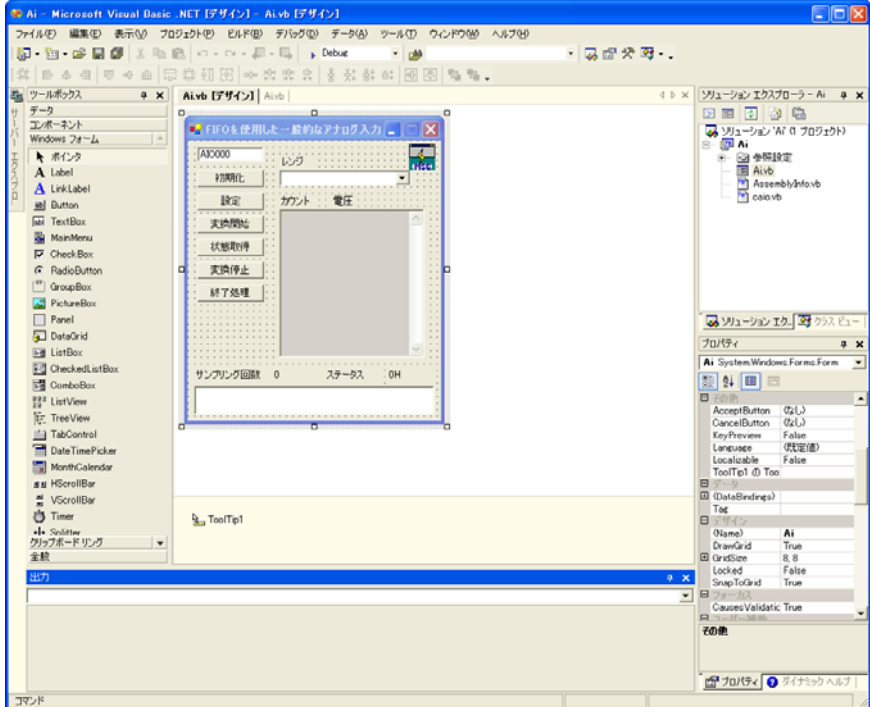 Ai - Microsoft Visual Basic .NET [デザイン] - Ai.vb [デザイン]
ファイル(F) 編集(E) 表示(V) プロジェクト(P) ビルド(B) デバッグ(D) データ(A) ツール(T) ウィンドウ(W) ヘルプ(H)
Debug
ツールボックス
データ
コンポーネント
Windows フォーム
ポインタ
Label
LinkLabel
Button
TextBox
MainMenu
CheckBox
RadioButton
GroupBox
PictureBox
Panel
DataGrid
ListBox
CheckedListBox
ComboBox
ListView
TreeView
TabControl
DateTimePicker
MonthCalendar
HScrollBar
VScrollBar
Timer
Splitter
クリップボード リング
全般
サーバー エクスプロ
Ai.vb [デザイン] Ai.vb
FIFOを使用した一般的なアナログ入力
AIO000
レンジ
初期化
設定
カウント 電圧
変換開始
状態取得
変換停止
終了処理
サンプリング回数 0 ステータス 0H
ToolTip1
ソリューション エクスプローラ - Ai
ソリューション 'Ai' (1 プロジェクト)
Ai
参照設定
Ai.vb
AssemblyInfo.vb
caio.vb
ソリューション エク... クラス ビュー
プロパティ
Ai System.Windows.Forms.Form
その他
AcceptButton (なし)
CancelButton (なし)
KeyPreview False
Language (既定値)
Localizable False
ToolTip1 の Too
データ
(DataBindings)
Tag
デザイン
(Name) Ai
DrawGrid True
GridSize 8, 8
Locked False
SnapToGrid True
フォーカス
CausesValidatic True
ユーザー補助
その他
プロパティ ダイナミック ヘルプ
出力
コマンド